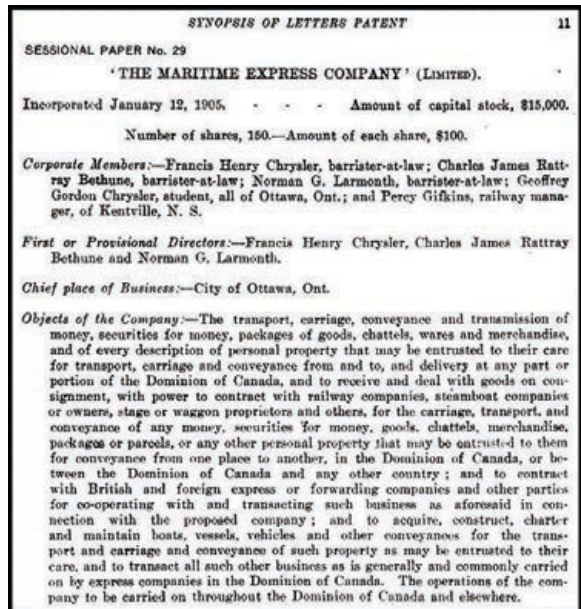 SYNOPSIS OF LETTERS PATENT 11
SESSIONAL PAPER No. 29
'THE MARITIME EXPRESS COMPANY' (LIMITED).
Incorporated January 12, 1905. - - - Amount of capital stock, $15,000.
Number of shares, 150.—Amount of each share, $100.
Corporate Members:—Francis Henry Chrysler, barrister-at-law; Charles James Ratt-
ray Bethune, barrister-at-law; Norman G. Larmonth, barrister-at-law; Geoffrey
Gordon Chrysler, student, all of Ottawa, Ont.; and Percy Gifkins, railway mana-
ger, of Kentville, N. S.
First or Provisional Directors:—Francis Henry Chrysler, Charles James Rattray
Bethune and Norman G. Larmonth.
Chief place of Business:—City of Ottawa, Ont.
Objects of the Company:—The transport, carriage, conveyance and transmission of
money, securities for money, packages of goods, chattels, wares and merchandise,
and of every description of personal property that may be entrusted to their care
for transport, carriage and conveyance from and to, and delivery at any part or
portion of the Dominion of Canada, and to receive and deal with goods on con-
signment, with power to contract with railway companies, steamboat companies
or owners, stage or waggon proprietors and others, for the carriage, transport, and
conveyance of any money, securities for money, goods, chattels, merchandise,
packages or parcels, or any other personal property that may be entrusted to them
for conveyance from one place to another, in the Dominion of Canada, or be-
tween the Dominion of Canada and any other country; and to contract
with British and foreign express or forwarding companies and other parties
for co-operating with and transacting such business as aforesaid in con-
nection with the proposed company; and to acquire, construct, charter
and maintain boats, vessels, vehicles and other conveyances for the trans-
port and carriage and conveyance of such property as may be entrusted to their
care, and to transact all such other business as is generally and commonly carried
on by express companies in the Dominion of Canada. The operations of the com-
pany to be carried on throughout the Dominion of Canada and elsewhere.